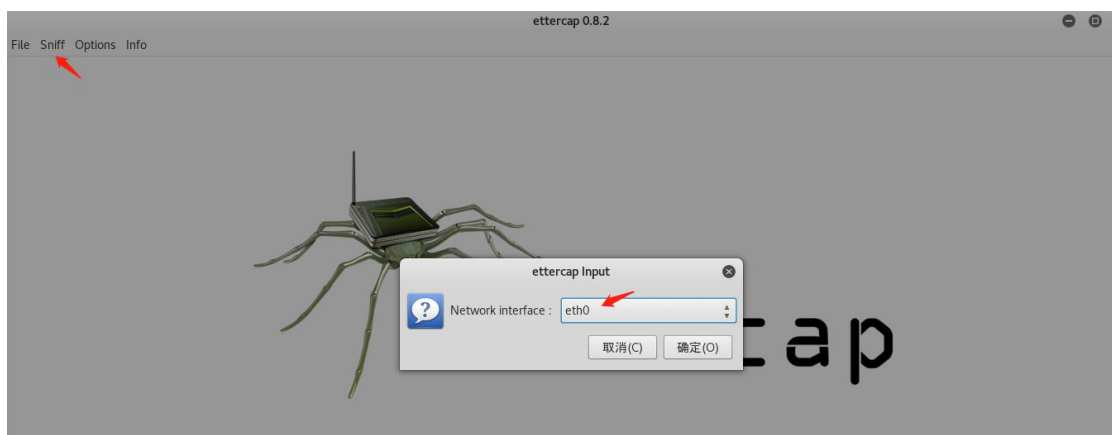 ettercap 0.8.2
File Sniff Options Info
ettercap Input
Network interface : eth0
取消(C) 确定(O)
cap